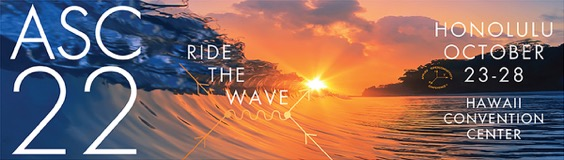 ASC
22
RIDE
THE
WAVE
HONOLULU
OCTOBER
23-28
HAWAII
CONVENTION
CENTER